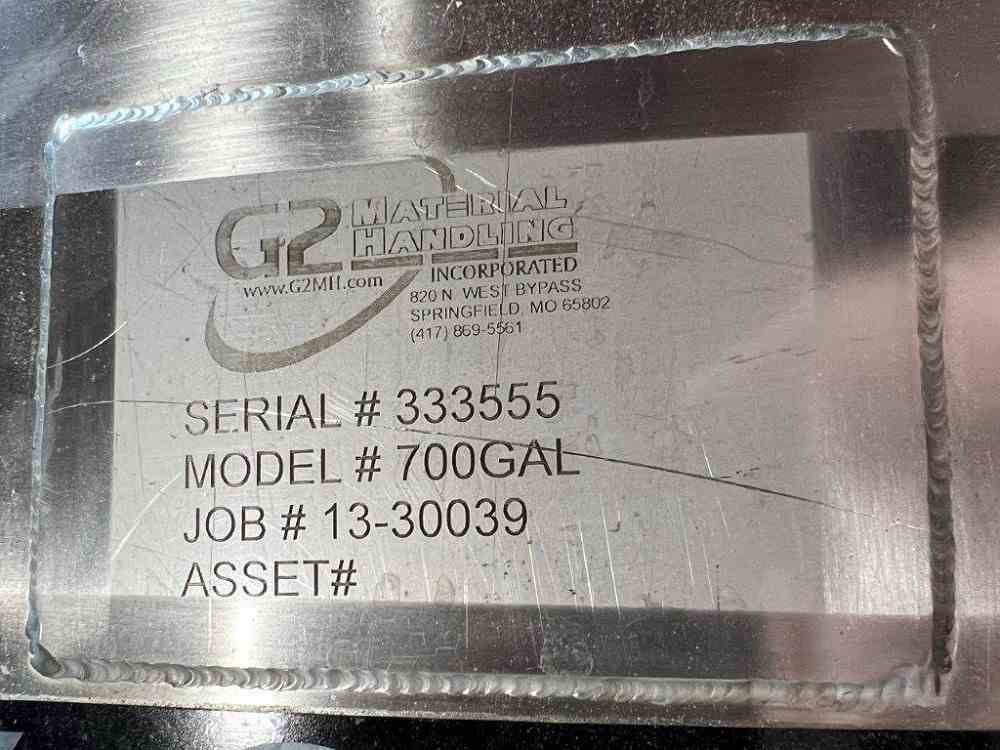 G2 MATERIAL
HANDLING
INCORPORATED
www.G2MH.com
820 N WEST BYPASS
SPRINGFIELD, MO 65802
(417) 869-5561
SERIAL # 333555
MODEL # 700GAL
JOB # 13-30039
ASSET#